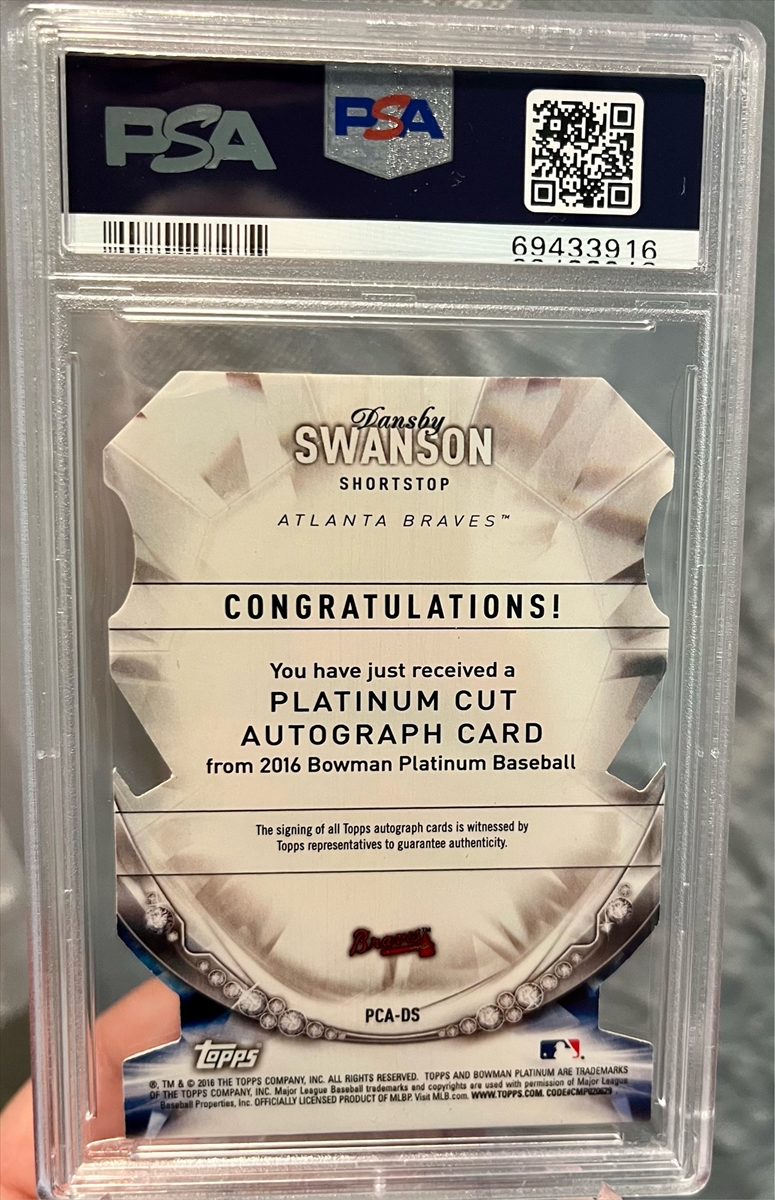 PSA
PSA
69433916
Dansby
SWANSON
SHORTSTOP
ATLANTA BRAVES™
CONGRATULATIONS!
You have just received a
PLATINUM CUT
AUTOGRAPH CARD
from 2016 Bowman Platinum Baseball
The signing of all Topps autograph cards is witnessed by
Topps representatives to guarantee authenticity.
Braves
PCA-DS
topps
®, TM & © 2016 THE TOPPS COMPANY, INC. ALL RIGHTS RESERVED. TOPPS AND BOWMAN PLATINUM ARE TRADEMARKS
OF THE TOPPS COMPANY, INC. Major League Baseball trademarks and copyrights are used with permission of Major League
Baseball Properties, Inc. OFFICIALLY LICENSED PRODUCT OF MLBP. Visit MLB.com. WWW.TOPPS.COM. CODE#CMP020629